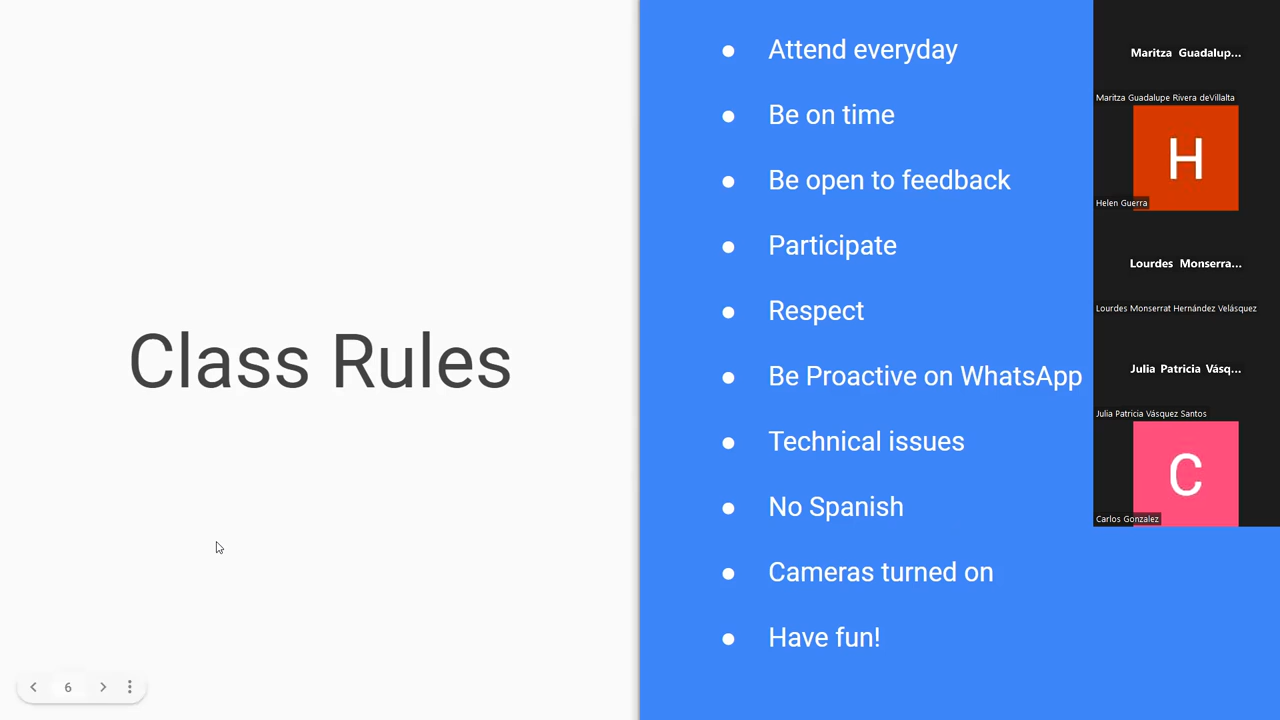 Class Rules
● Attend everyday
● Be on time
● Be open to feedback
● Participate
● Respect
● Be Proactive on WhatsApp
● Technical issues
● No Spanish
● Cameras turned on
● Have fun!
Maritza Guadalup...
Maritza Guadalupe Rivera deVillalta
H
Helen Guerra
Lourdes Monserra...
Lourdes Monserrat Hernández Velásquez
Julia Patricia Vásq...
Julia Patricia Vásquez Santos
C
Carlos Gonzalez
6